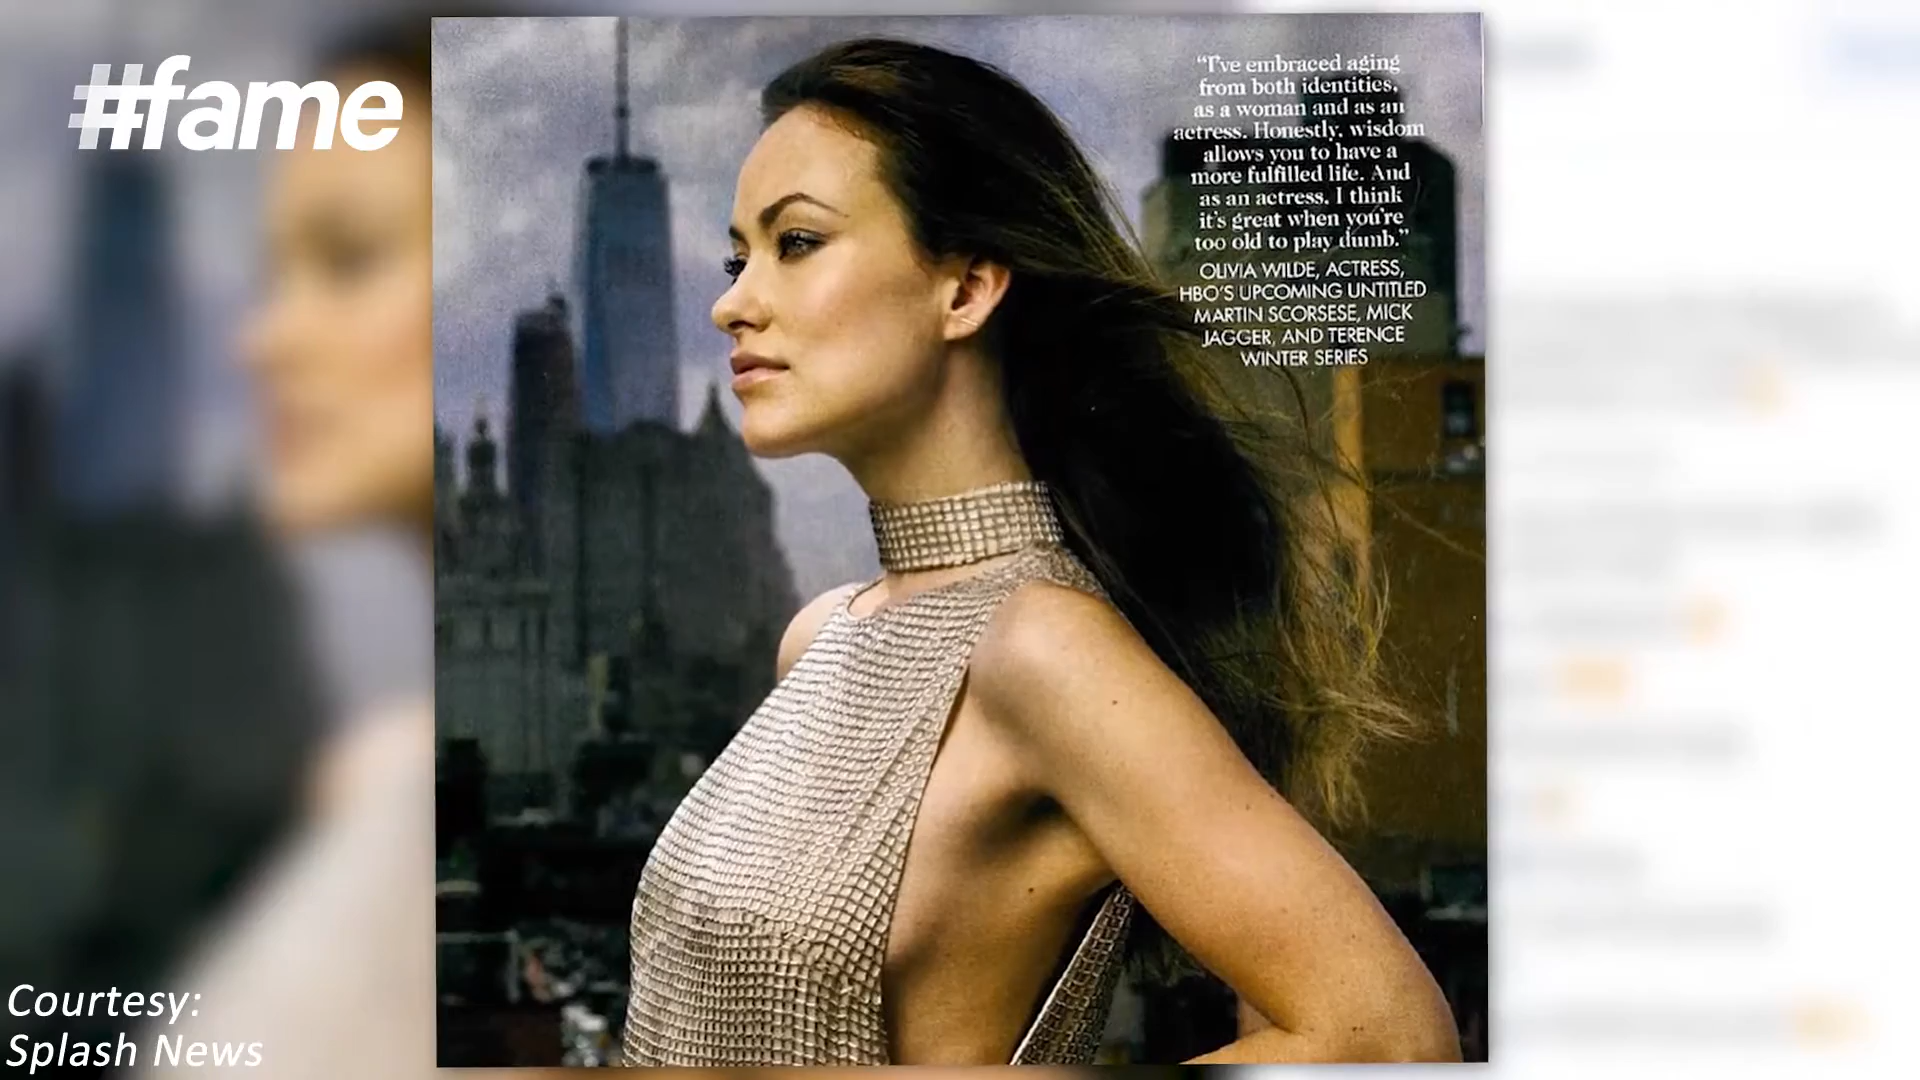 #fame
“I've embraced aging
from both identities,
as a woman and as an
actress. Honestly, wisdom
allows you to have a
more fulfilled life. And
as an actress, I think
it's great when you're
too old to play dumb.”
OLIVIA WILDE, ACTRESS,
HBO'S UPCOMING UNTITLED
MARTIN SCORSESE, MICK
JAGGER, AND TERENCE
WINTER SERIES
Courtesy:
Splash News